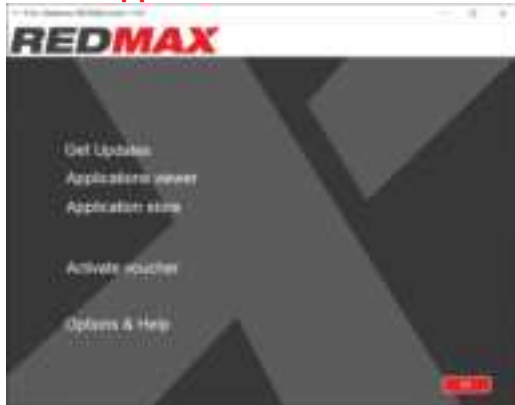 REDMAX
Get Updates
Applications viewer
Application store
Activate voucher
Options & Help